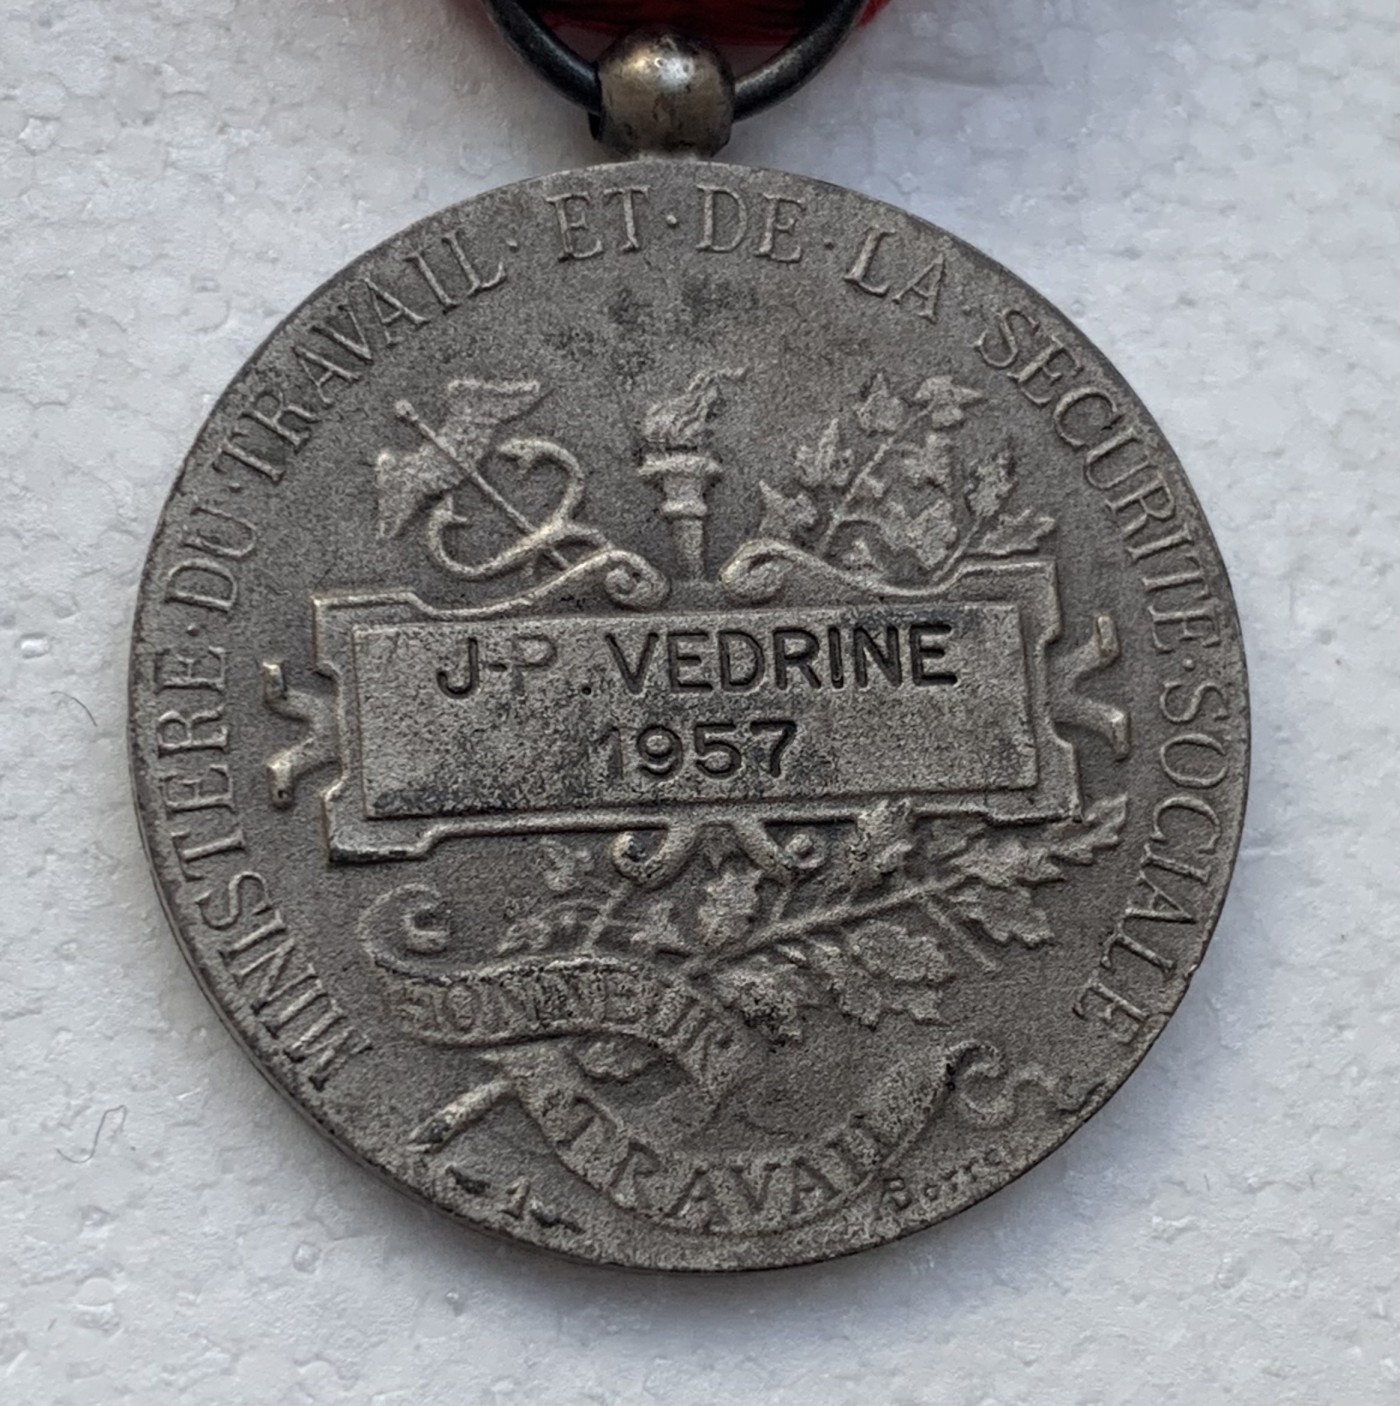 MINISTERE·DU·TRAVAIL·ET·DE·LA·SECURITE·SOCIALE
J-P. VEDRINE
1957
HONNEUR
TRAVAIL